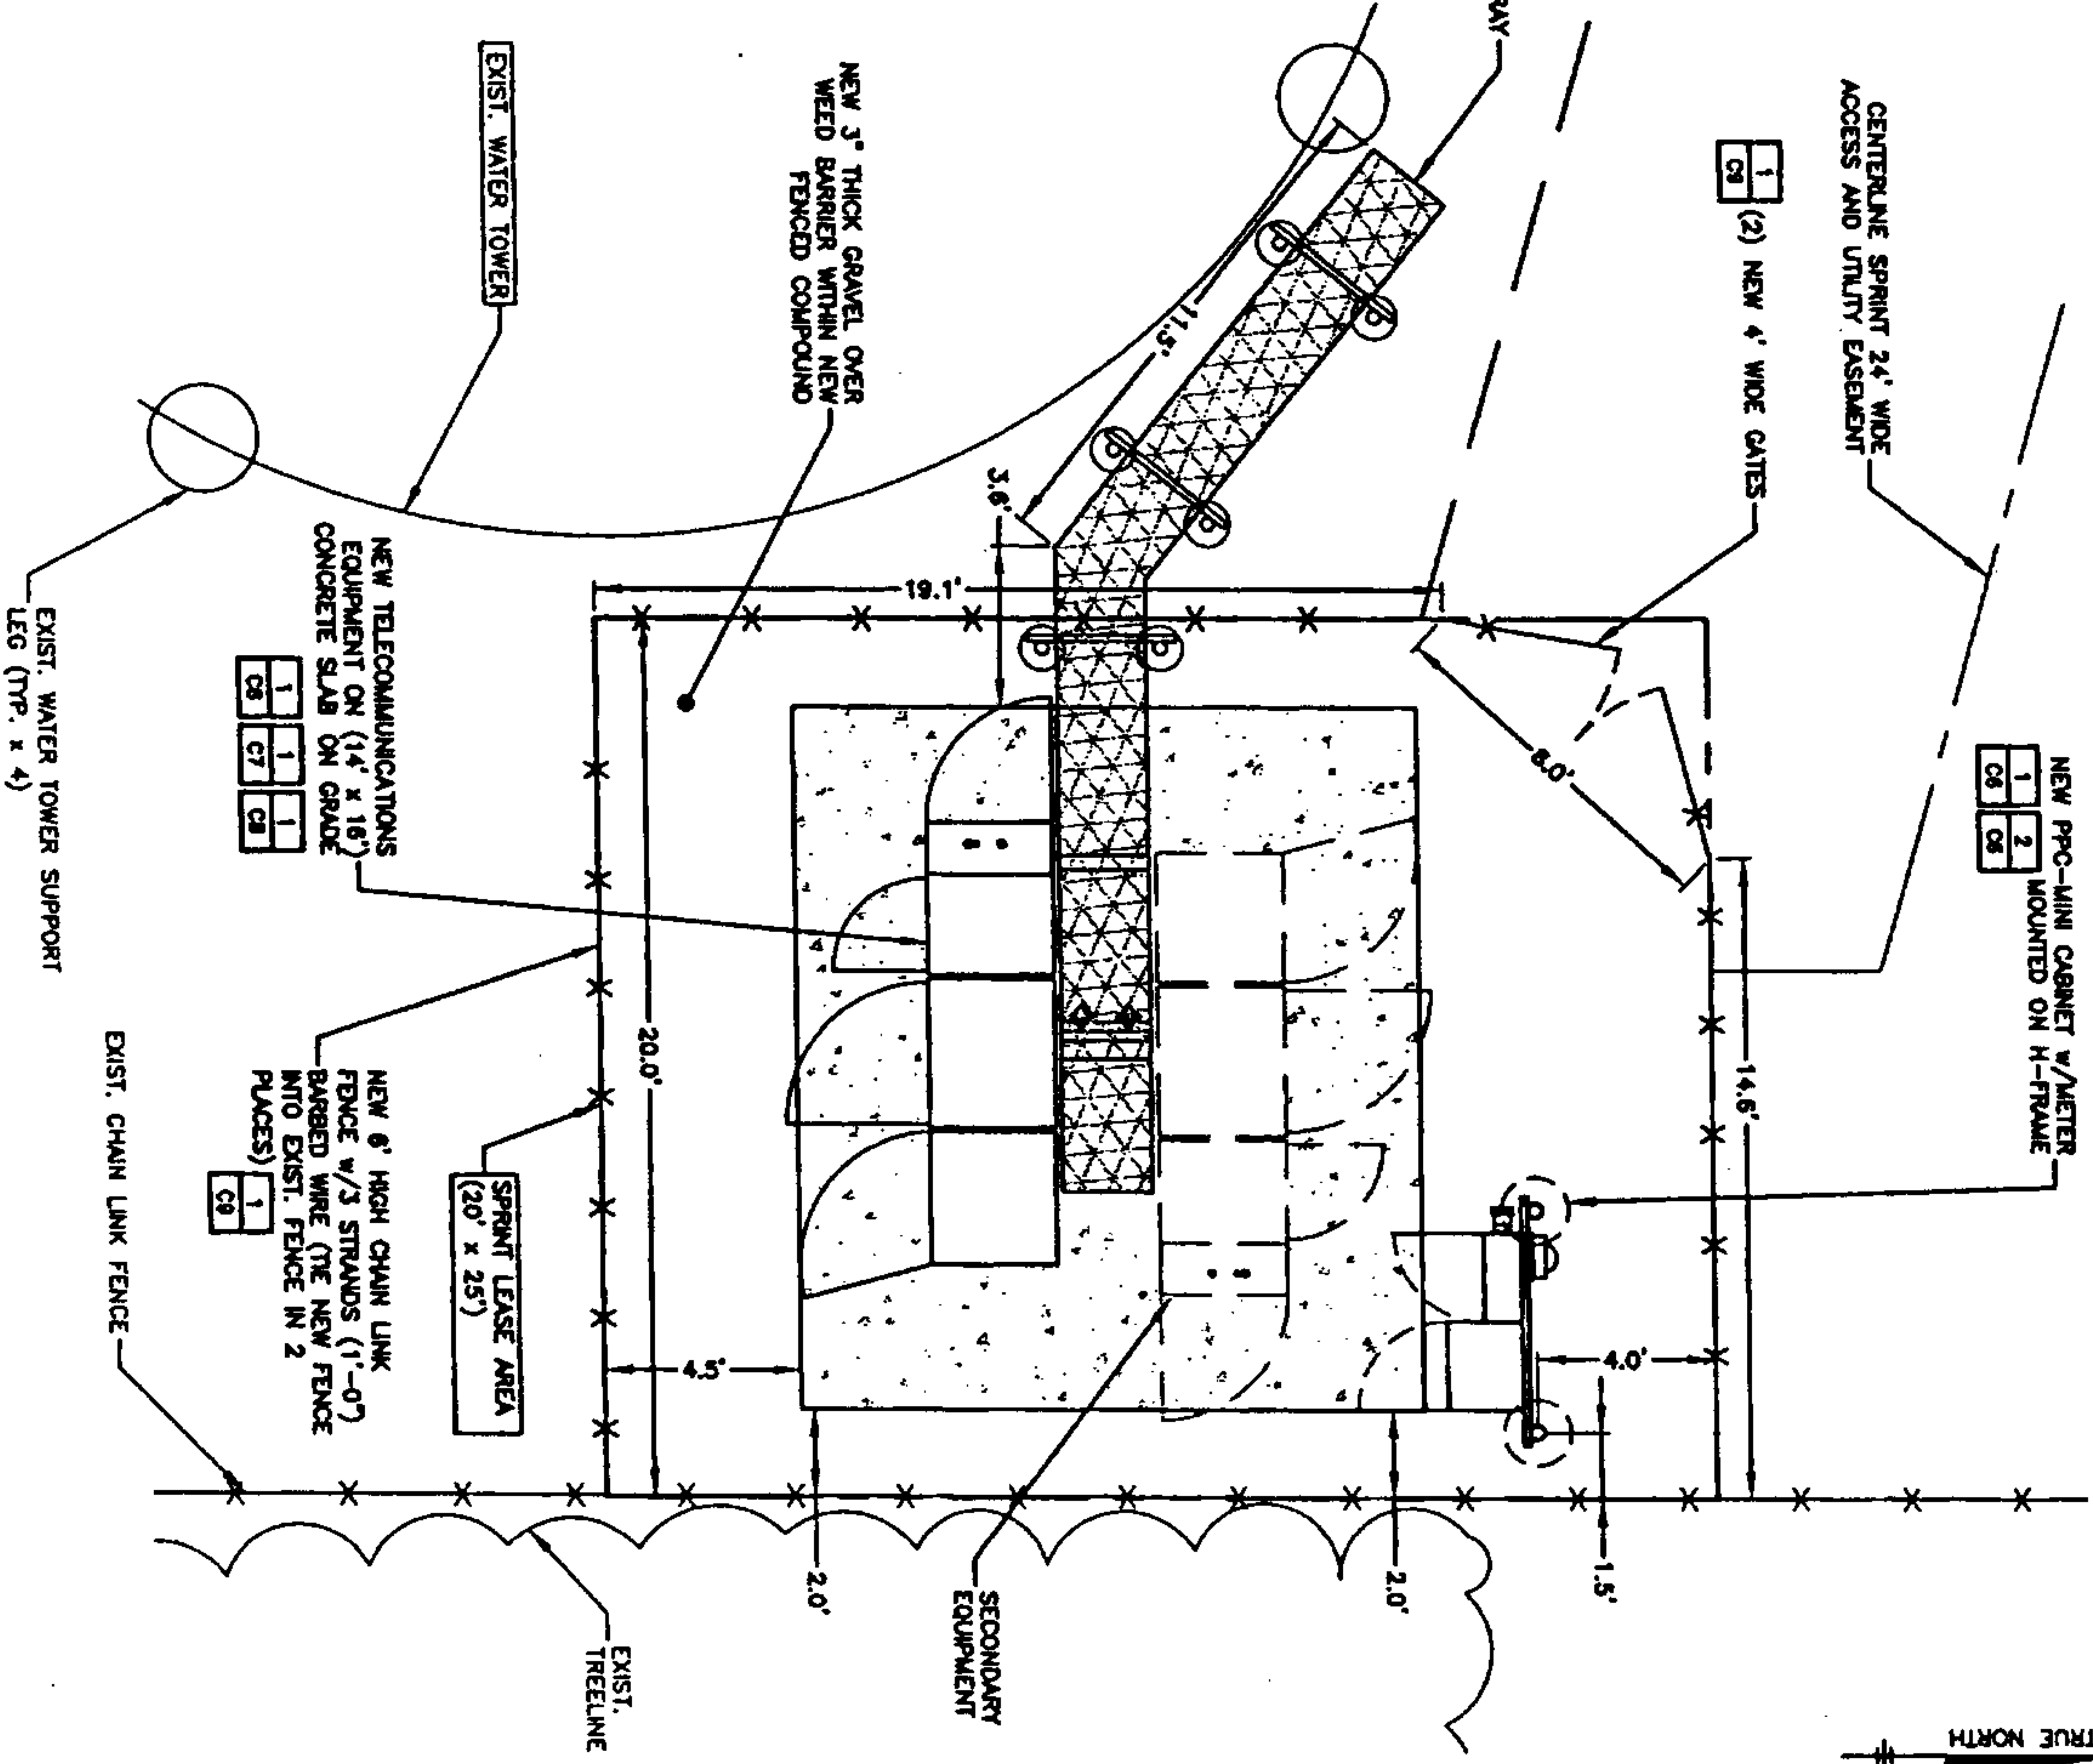 CENTERLINE SPRINT 24' WIDE
ACCESS AND UTILITY EASEMENT
1
C9
(2) NEW 4' WIDE GATES
NEW PPC-MINI CABINET w/METER
MOUNTED ON H-FRAME
1
C6
2
NEW 3" THICK GRAVEL OVER
WEED BARRIER WITHIN NEW
FENCED COMPOUND
EXIST. WATER TOWER
11.5'
3.6'
19.1'
8.0'
14.6'
20.0'
4.5'
4.0'
1.5'
2.0'
2.0'
NEW TELECOMMUNICATIONS
EQUIPMENT ON (14' x 16')
CONCRETE SLAB ON GRADE
1
1
C7
1
EXIST. WATER TOWER SUPPORT
LEG (TYP. x 4)
NEW 6' HIGH CHAIN LINK
FENCE w/3 STRANDS (1'-0")
BARBED WIRE (TIE NEW FENCE
INTO EXIST. FENCE IN 2
PLACES)
1
C9
SPRINT LEASE AREA
(20' x 25')
EXIST. CHAIN LINK FENCE
SECONDARY
EQUIPMENT
EXIST.
TREELINE
TRUE NORTH